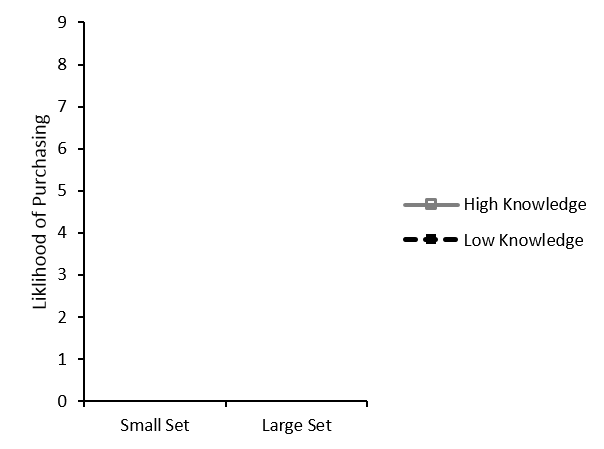 9
8
7
6
5
4
3
2
1
0
Liklihood of Purchasing
Small Set
Large Set
High Knowledge
Low Knowledge